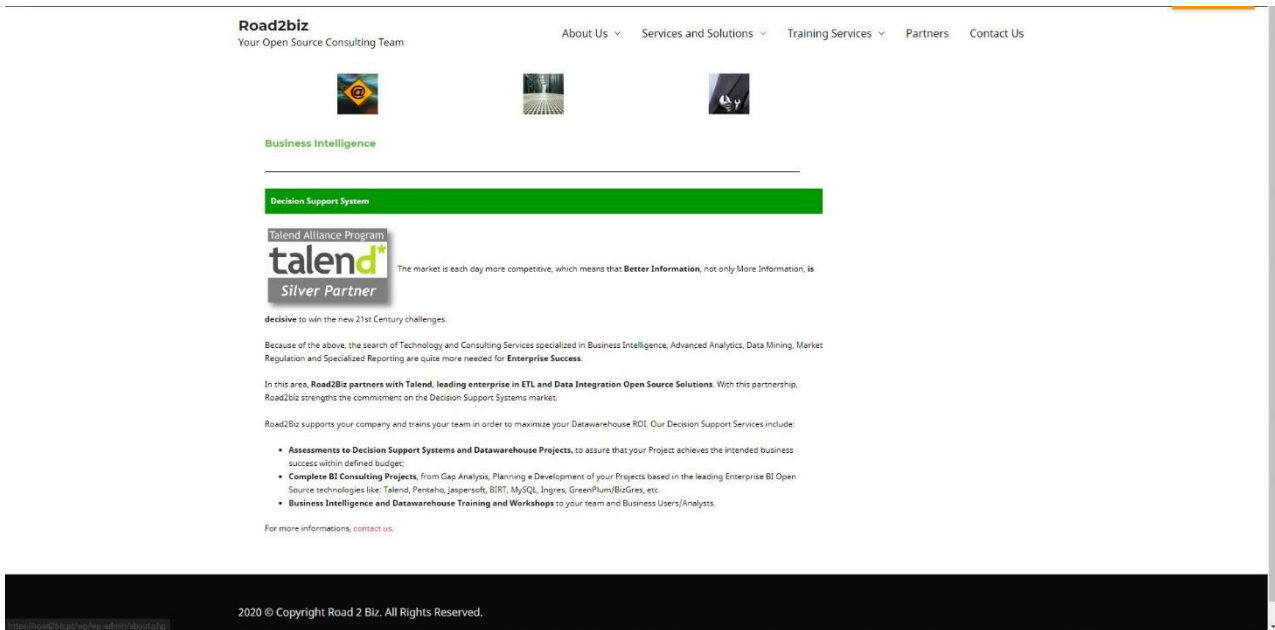 Road2biz
Your Open Source Consulting Team
About Us
Services and Solutions
Training Services
Partners
Contact Us
@
Business Intelligence
Decision Support System
Talend Alliance Program
talend*
Silver Partner
The market is each day more competitive, which means that Better Information, not only More Information, is
decisive to win the new 21st Century challenges.
Because of the above, the search of Technology and Consulting Services specialized in Business Intelligence, Advanced Analytics, Data Mining, Market
Regulation and Specialized Reporting are quite more needed for Enterprise Success.
In this area, Road2Biz partners with Talend, leading enterprise in ETL and Data Integration Open Source Solutions. With this partnership,
Road2biz strengths the commitment on the Decision Support Systems market.
Road2Biz supports your company and trains your team in order to maximize your Datawarehouse ROI. Our Decision Support Services include:
• Assessments to Decision Support Systems and Datawarehouse Projects, to assure that your Project achieves the intended business
success within defined budget;
• Complete BI Consulting Projects, from Gap Analysis, Planning e Development of your Projects based in the leading Enterprise BI Open
Source technologies like: Talend, Pentaho, Jaspersoft, BIRT, MySQL, Ingres, GreenPlum/BizGres, etc.
• Business Intelligence and Datawarehouse Training and Workshops to your team and Business Users/Analysts.
For more informations, contact us.
2020 © Copyright Road 2 Biz. All Rights Reserved.
https://road2biz.pt/wp/wp-admin/about.php